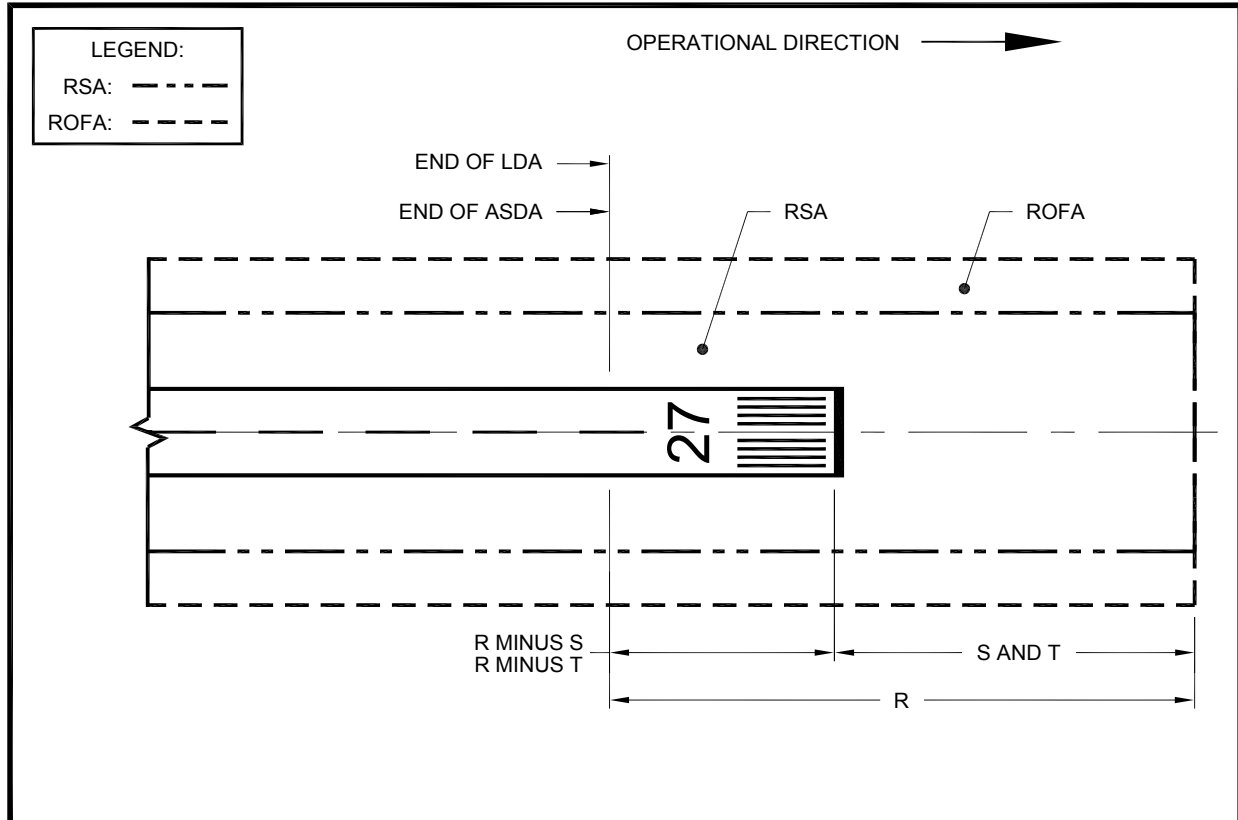 LEGEND:
RSA:
ROFA:
OPERATIONAL DIRECTION
END OF LDA
END OF ASDA
RSA
ROFA
27
R MINUS S
R MINUS T
S AND T
R